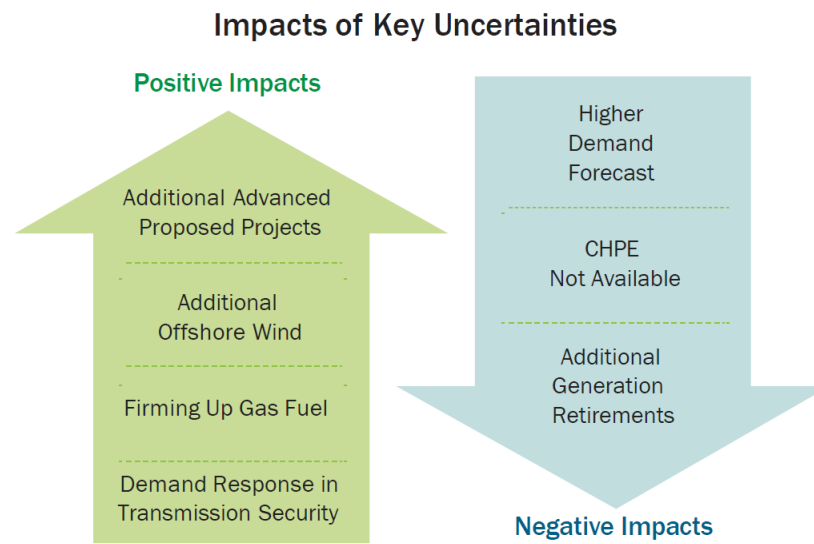 Impacts of Key Uncertainties
Positive Impacts
Additional Advanced
Proposed Projects
Additional
Offshore Wind
Firming Up Gas Fuel
Demand Response in
Transmission Security
Higher
Demand
Forecast
CHPE
Not Available
Additional
Generation
Retirements
Negative Impacts